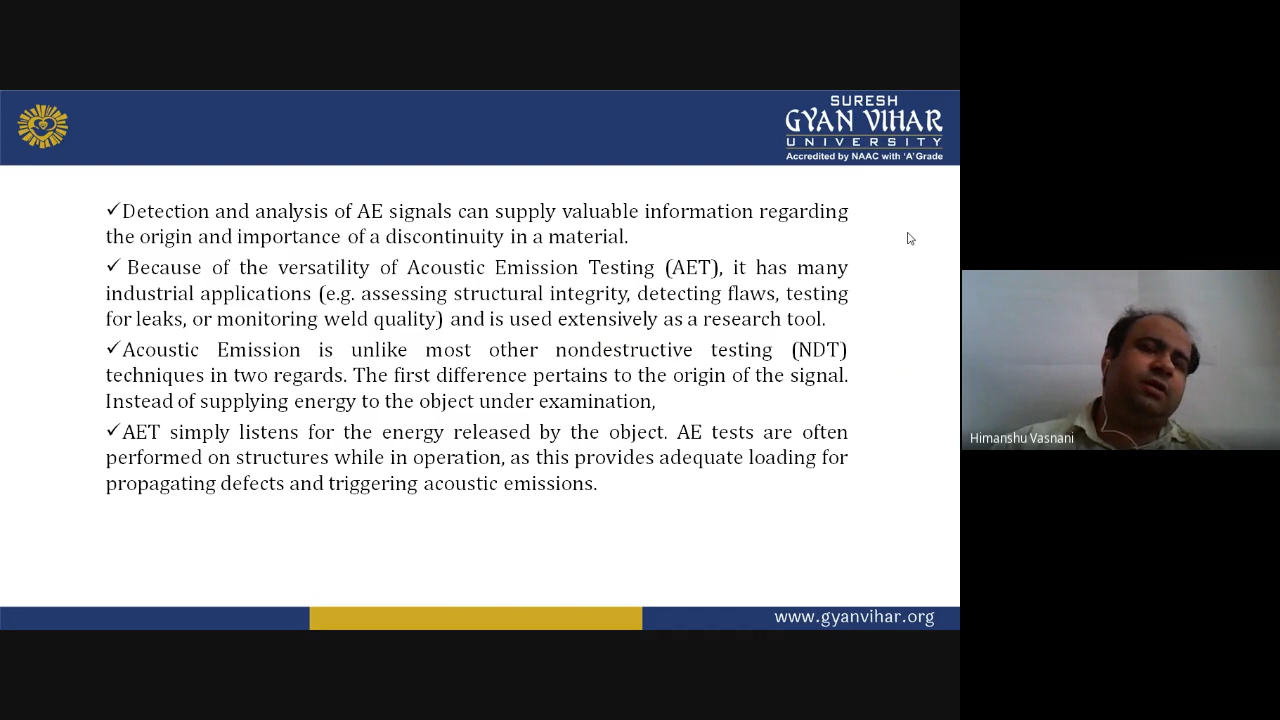 SURESH
GYAN VIHAR
UNIVERSITY
Accredited by NAAC with 'A' Grade
✓Detection and analysis of AE signals can supply valuable information regarding
the origin and importance of a discontinuity in a material.
✓ Because of the versatility of Acoustic Emission Testing (AET), it has many
industrial applications (e.g. assessing structural integrity, detecting flaws, testing
for leaks, or monitoring weld quality) and is used extensively as a research tool.
✓Acoustic Emission is unlike most other nondestructive testing (NDT)
techniques in two regards. The first difference pertains to the origin of the signal.
Instead of supplying energy to the object under examination,
✓AET simply listens for the energy released by the object. AE tests are often
performed on structures while in operation, as this provides adequate loading for
propagating defects and triggering acoustic emissions.
Himanshu Vasnani
www.gyanvihar.org